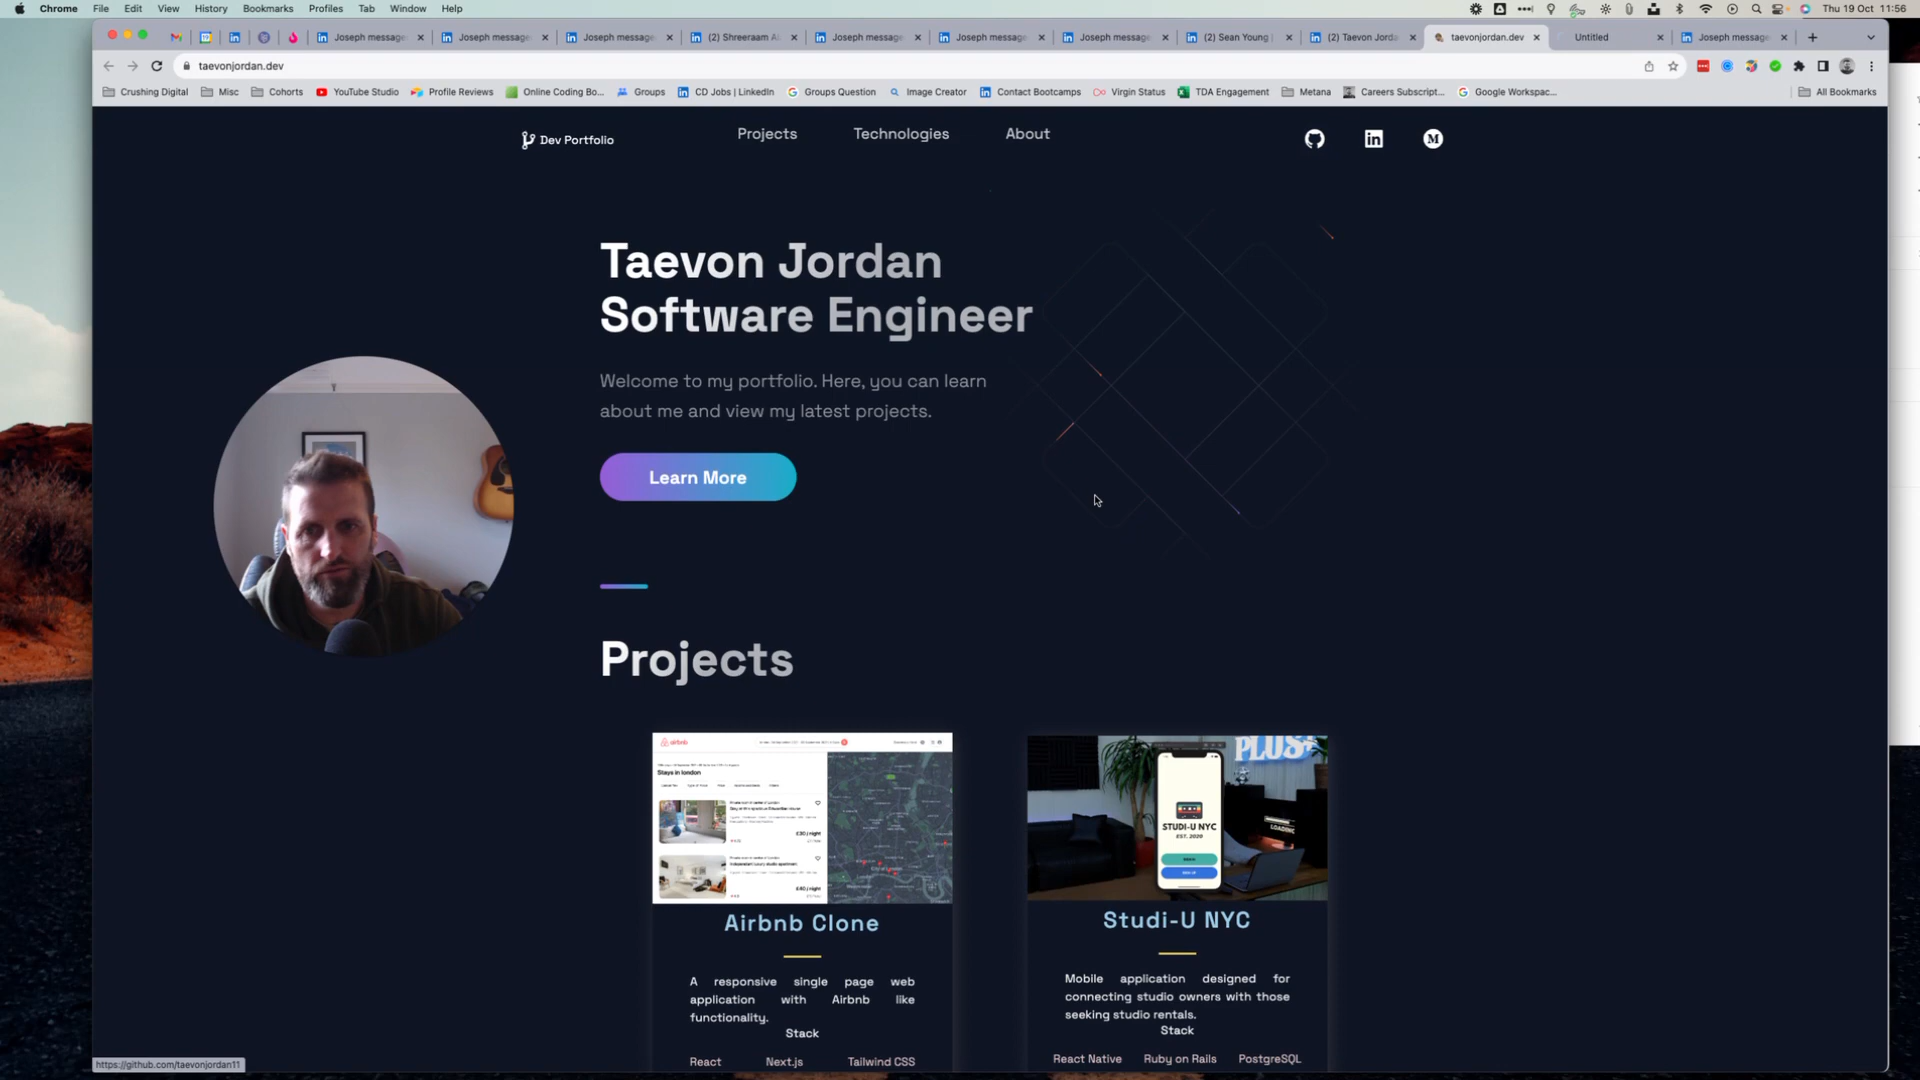 Chrome File Edit View History Bookmarks Profiles Tab Window Help
Thu 19 Oct 11:56
Joseph message
Joseph message
Joseph message
(2) Shreeraam A
Joseph message
Joseph message
Joseph message
(2) Sean Young |
(2) Taevon Jorda
taevonjordan.dev
Untitled
Joseph message
taevonjordan.dev
Crushing Digital Misc Cohorts YouTube Studio Profile Reviews Online Coding Bo... Groups CD Jobs | LinkedIn Groups Question Image Creator Contact Bootcamps Virgin Status TDA Engagement Metana Careers Subscript... Google Workspac... All Bookmarks
Dev Portfolio
Projects Technologies About
Taevon Jordan
Software Engineer
Welcome to my portfolio. Here, you can learn
about me and view my latest projects.
Learn More
Projects
airbnb
Stays in london
PLUS+
STUDI-U NYC
EST. 2020
LOADING
SIGN UP
Airbnb Clone
A responsive single page web
application with Airbnb like
functionality.
Stack
React Next.js Tailwind CSS
Studi-U NYC
Mobile application designed for
connecting studio owners with those
seeking studio rentals.
Stack
React Native Ruby on Rails PostgreSQL
https://github.com/taevonjordan11